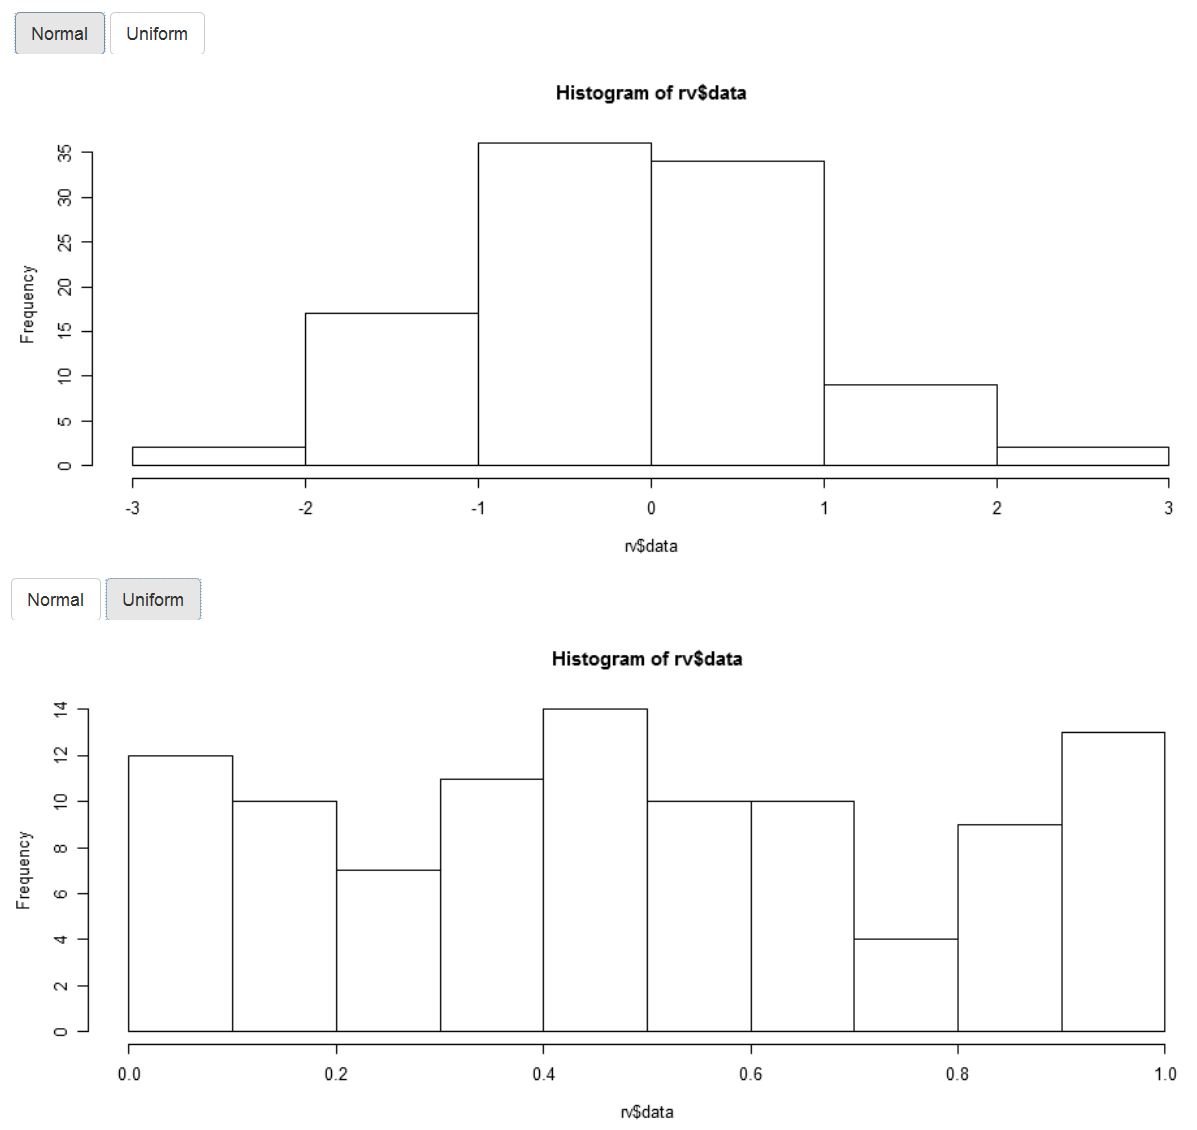 Normal Uniform
Histogram of rv$data
Frequency
35
30
25
20
15
10
5
0
-3 -2 -1 0 1 2 3
rv$data
Normal Uniform
Histogram of rv$data
Frequency
14
12
10
8
6
4
2
0
0.0 0.2 0.4 0.6 0.8 1.0
rv$data